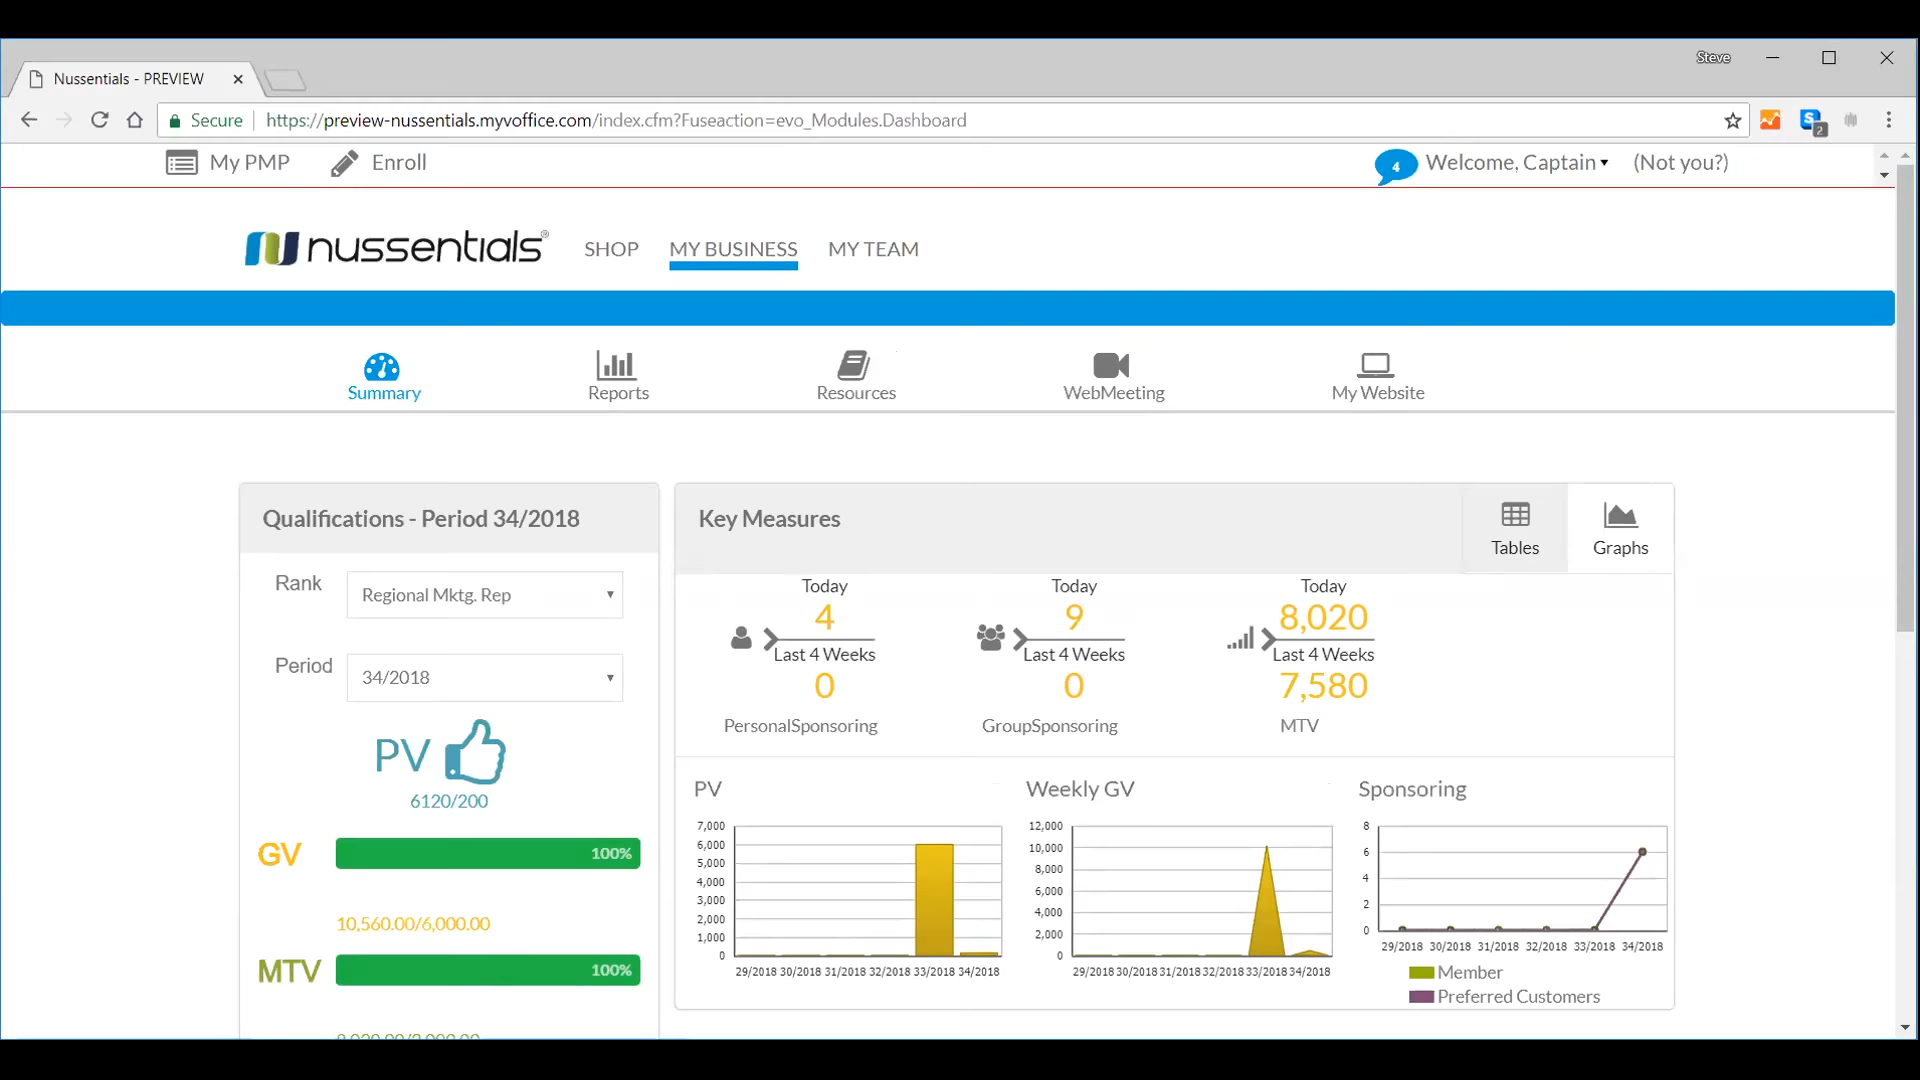 Steve
Nussentials - PREVIEW
Secure https://preview-nussentials.myvoffice.com/index.cfm?Fuseaction=evo_Modules.Dashboard
S 2
My PMP Enroll 4 Welcome, Captain (Not you?)
nussentials® SHOP MY BUSINESS MY TEAM
Summary Reports Resources WebMeeting My Website
Qualifications - Period 34/2018
Rank Regional Mktg. Rep
Period 34/2018
PV
6120/200
GV 100%
10,560.00/6,000.00
MTV 100%
Key Measures
Tables Graphs
Today Today Today
4 9 8,020
Last 4 Weeks Last 4 Weeks Last 4 Weeks
0 0 7,580
PersonalSponsoring GroupSponsoring MTV
PV
7,000
6,000
5,000
4,000
3,000
2,000
1,000
0
29/2018 30/2018 31/2018 32/2018 33/2018 34/2018
Weekly GV
12,000
10,000
8,000
6,000
4,000
2,000
0
29/2018 30/2018 31/2018 32/2018 33/2018 34/2018
Sponsoring
8
6
4
2
0
29/2018 30/2018 31/2018 32/2018 33/2018 34/2018
Member
Preferred Customers